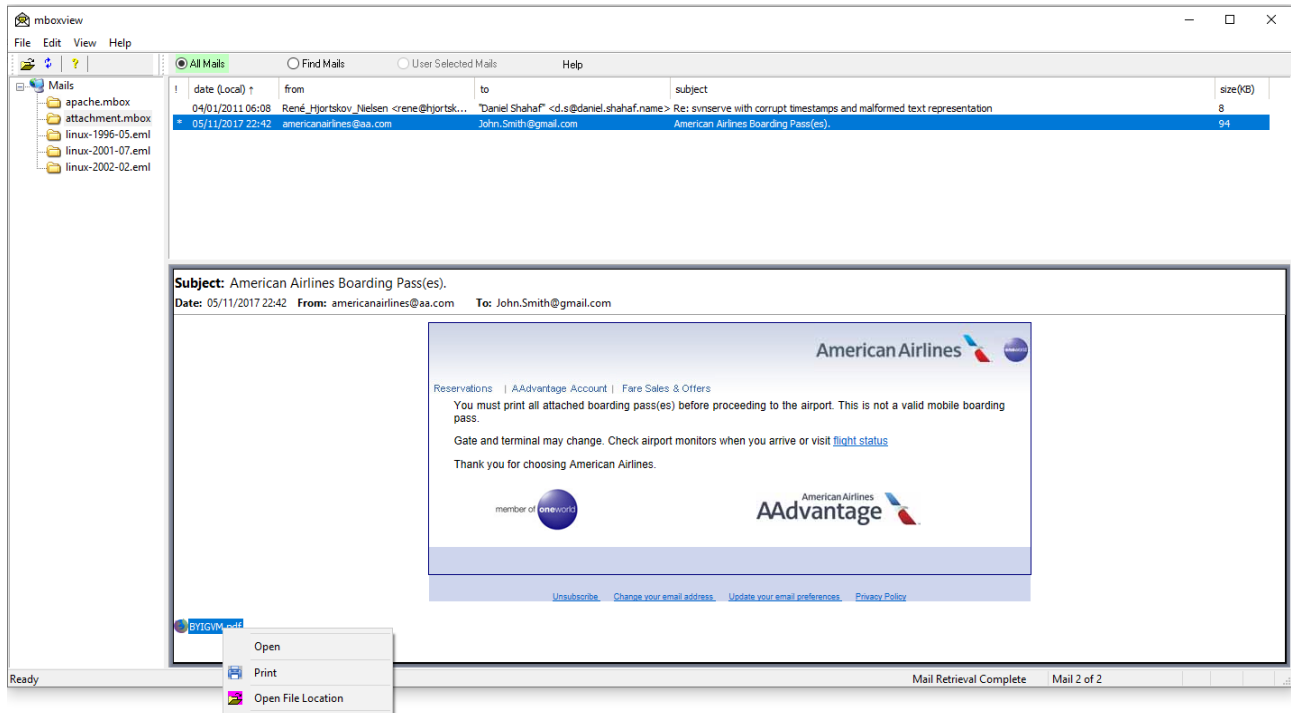 mboxview
File Edit View Help
? All Mails Find Mails User Selected Mails Help
Mails
apache.mbox
attachment.mbox
linux-1996-05.eml
linux-2001-07.eml
linux-2002-02.eml
! date (Local) ↑ from to subject size(KB)
04/01/2011 06:08 René_Hjortskov_Nielsen <rene@hjortsk... "Daniel Shahaf" <d.s@daniel.shahaf.name> Re: svnserve with corrupt timestamps and malformed text representation 8
* 05/11/2017 22:42 americanairlines@aa.com John.Smith@gmail.com American Airlines Boarding Pass(es). 94
Subject: American Airlines Boarding Pass(es).
Date: 05/11/2017 22:42 From: americanairlines@aa.com To: John.Smith@gmail.com
American Airlines oneworld
Reservations | AAdvantage Account | Fare Sales & Offers
You must print all attached boarding pass(es) before proceeding to the airport. This is not a valid mobile boarding
pass.
Gate and terminal may change. Check airport monitors when you arrive or visit flight status
Thank you for choosing American Airlines.
member of oneworld
American Airlines
AAdvantage
Unsubscribe Change your email address Update your email preferences Privacy Policy
BYIGVM.pdf
Open
Print
Open File Location
Ready Mail Retrieval Complete Mail 2 of 2